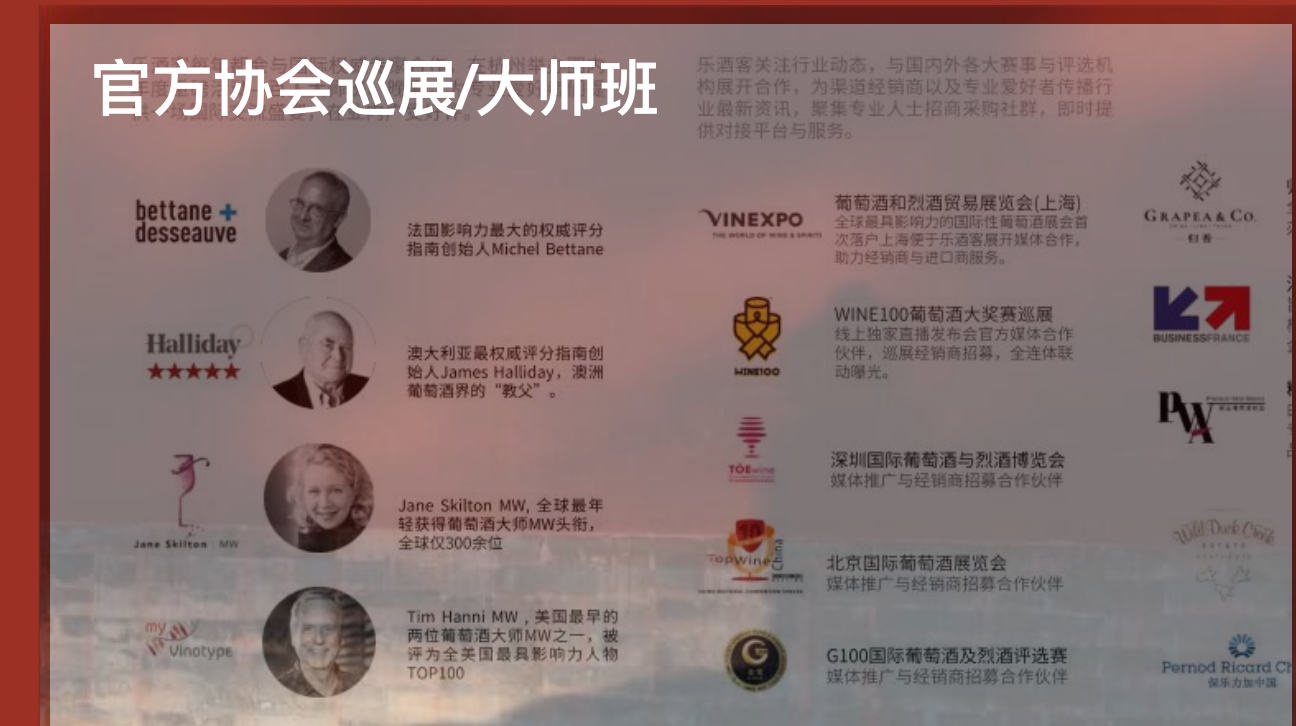 官方协会巡展/大师班
乐酒客关注行业动态，与国内外各大赛事与评选机
构展开合作，为渠道经销商以及专业爱好者传播行
业最新资讯，聚集专业人士招商采购社群，即时提
供对接平台与服务。
bettane +
desseauve
法国影响力最大的权威评分
指南创始人Michel Bettane
Halliday
澳大利亚最权威评分指南创
始人James Halliday，澳洲
葡萄酒界的“教父”。
Jane Skilton MW
Jane Skilton MW, 全球最年
轻获得葡萄酒大师MW头衔，
全球仅300余位
my
Vinotype
Tim Hanni MW , 美国最早的
两位葡萄酒大师MW之一，被
评为全美国最具影响力人物
TOP100
VINEXPO
THE WORLD OF WINE & SPIRITS
葡萄酒和烈酒贸易展览会(上海)
全球最具影响力的国际性葡萄酒展会首
次落户上海便于乐酒客展开媒体合作，
助力经销商与进口商服务。
WINE100
WINE100葡萄酒大奖赛巡展
线上独家直播发布会官方媒体合作
伙伴，巡展经销商招募，全连体联
动曝光。
TOEwine
深圳国际葡萄酒与烈酒博览会
媒体推广与经销商招募合作伙伴
10
TopWine
China
北京国际葡萄酒展览会
媒体推广与经销商招募合作伙伴
G
G100国际葡萄酒及烈酒评选赛
媒体推广与经销商招募合作伙伴
GRAPEA & CO.
归香
BUSINESSFRANCE
PWA
Wild Duck Creek
ESTATE
Pernod Ricard Ch
保乐力加中国